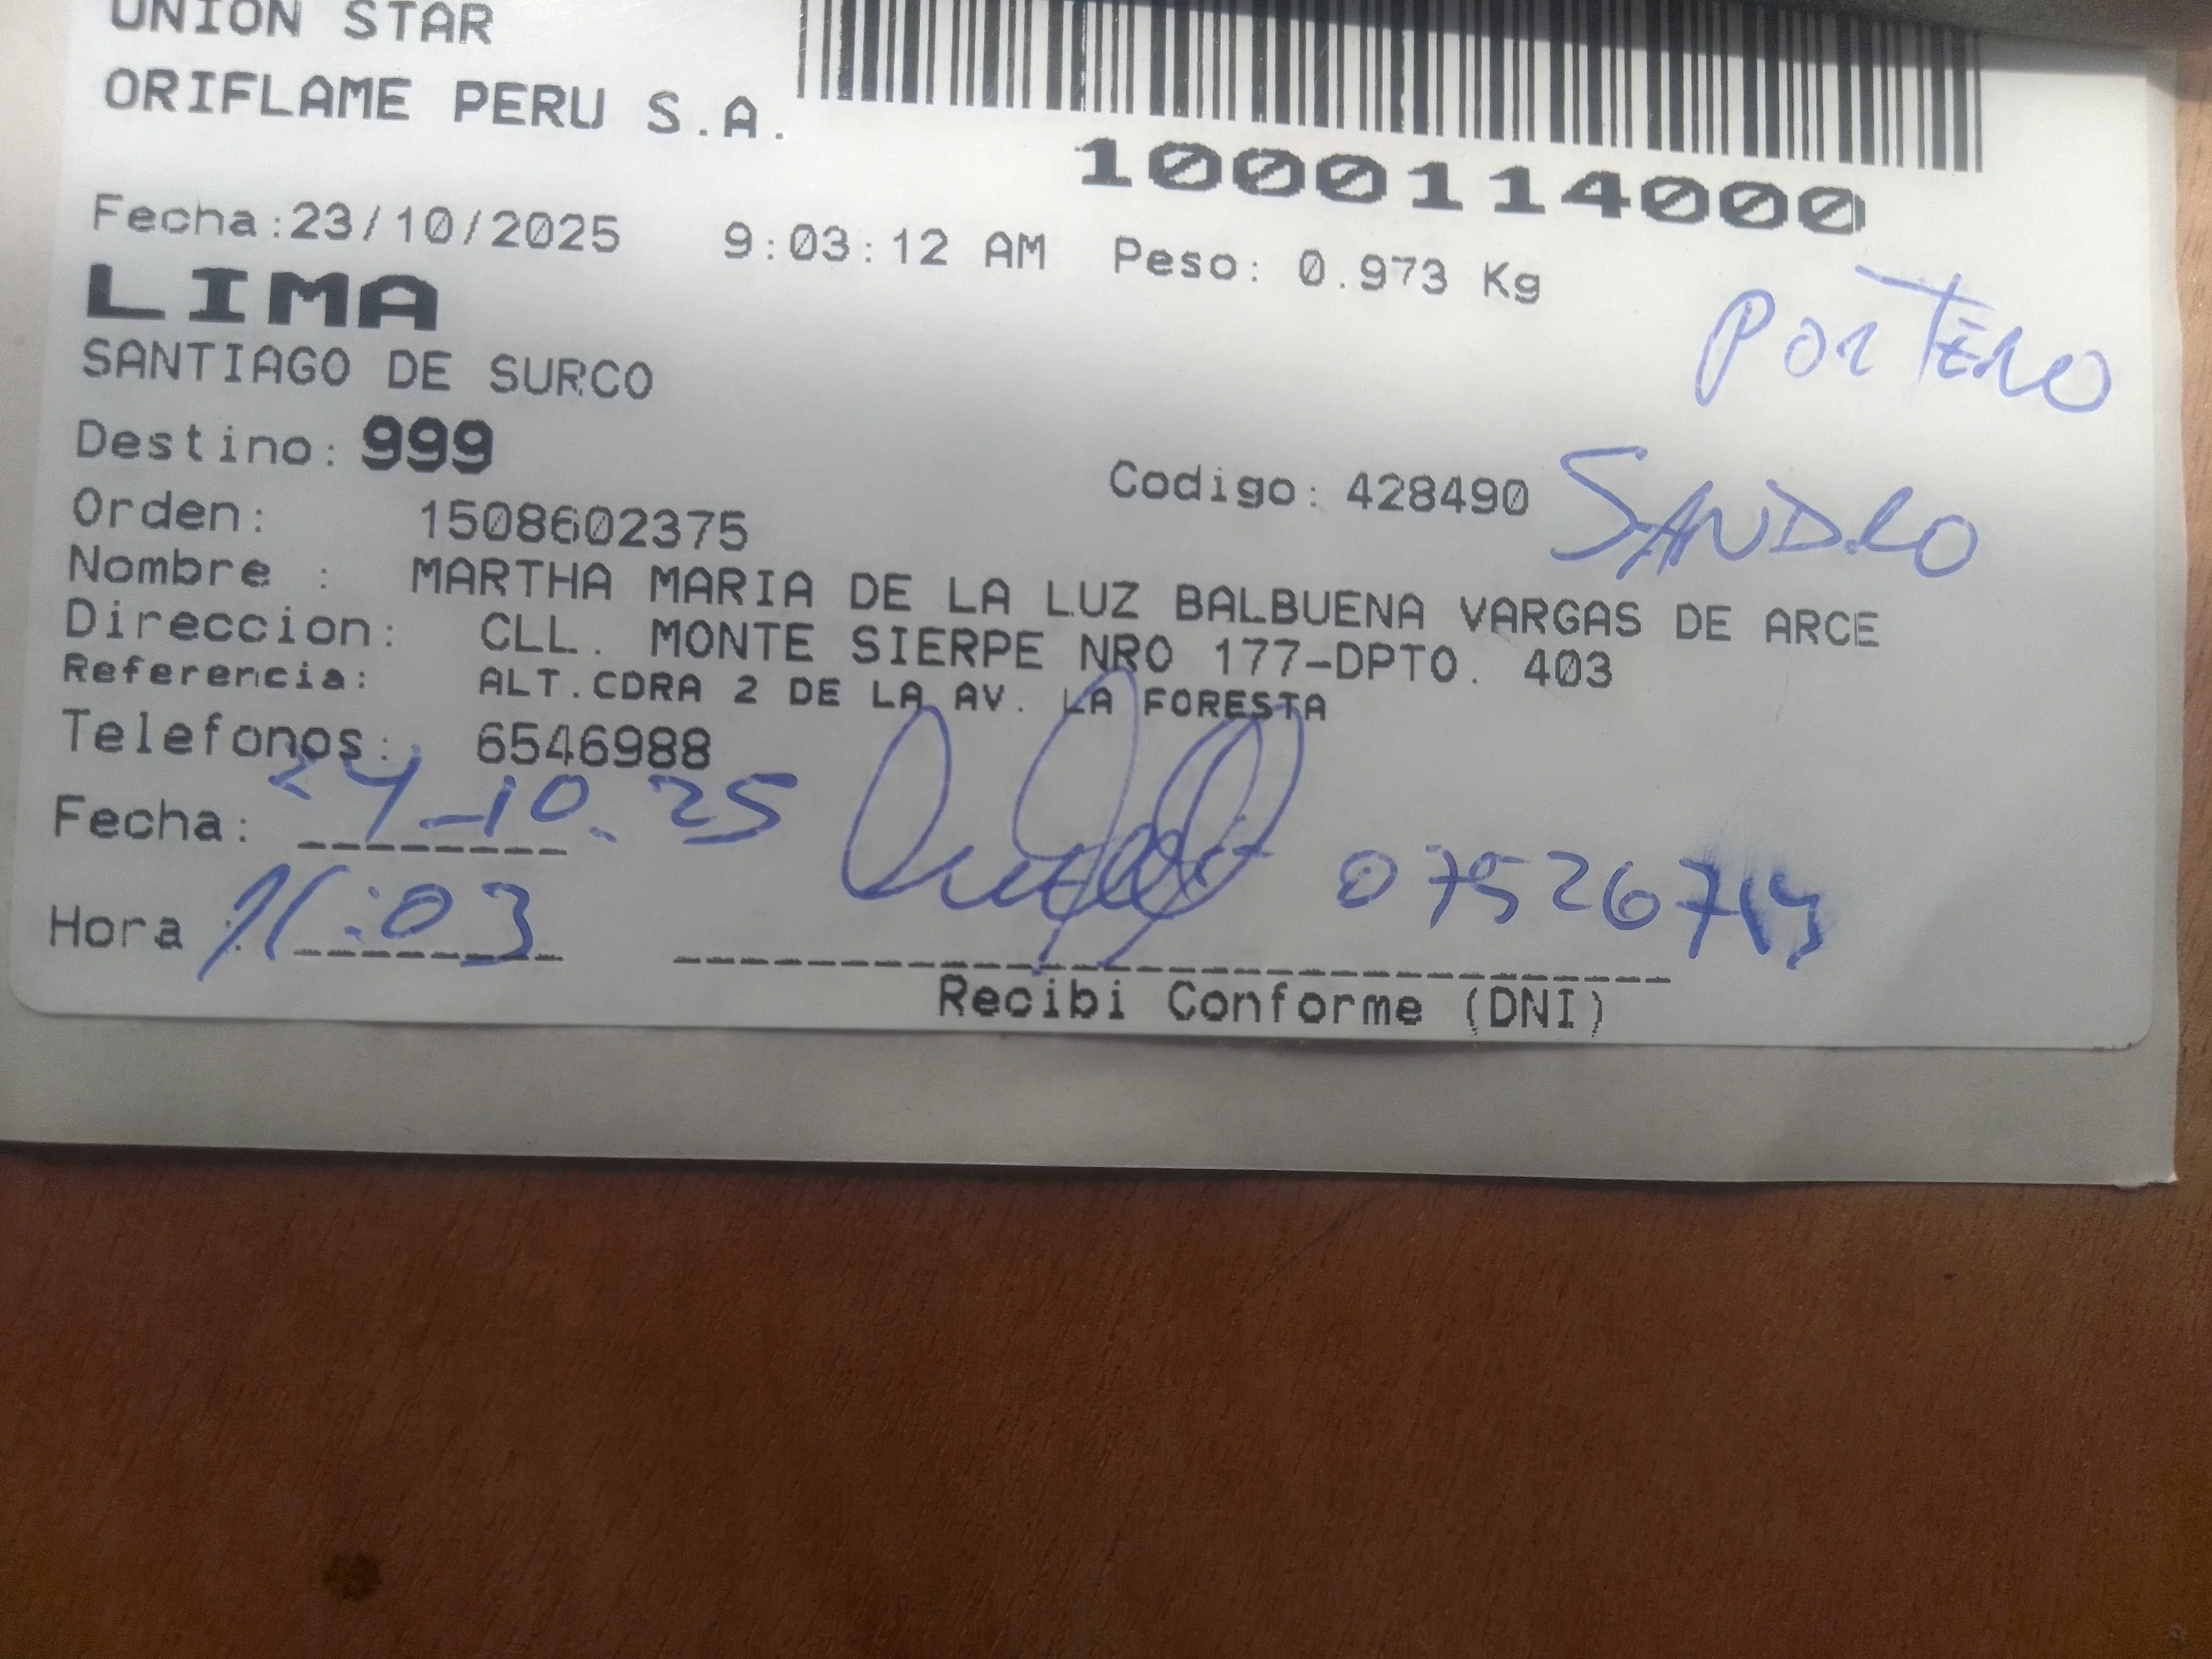 UNION STAR
ORIFLAME PERU S.A.
1000114000
Fecha:23/10/2025 9:03:12 AM Peso: 0.973 Kg
LIMA
PORTERO
SANTIAGO DE SURCO
Destino: 999
Codigo: 428490 SANDRO
Orden: 1508602375
Nombre : MARTHA MARIA DE LA LUZ BALBUENA VARGAS DE ARCE
Direccion: CLL. MONTE SIERPE NRO 177-DPTO. 403
Referencia: ALT.CDRA 2 DE LA AV. LA FORESTA
Telefonos: 6546988
Fecha: 24-10.25
Hora : 11:03
Recibi Conforme (DNI)